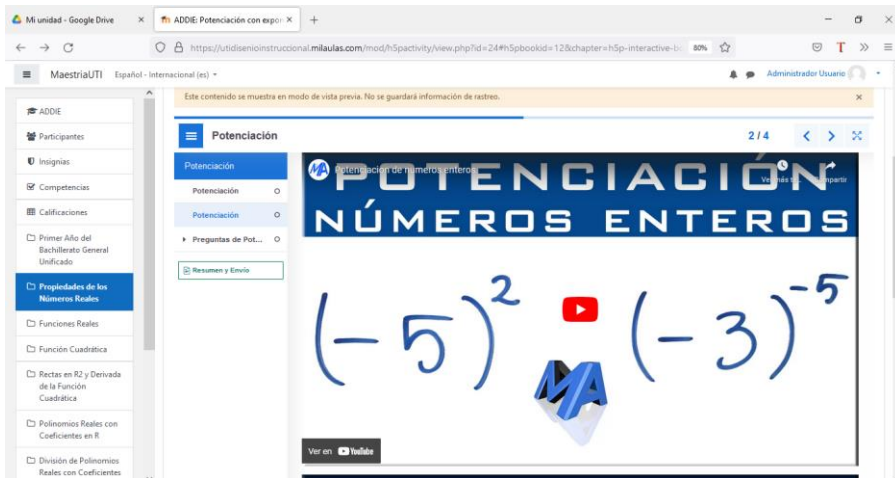 Mi unidad - Google Drive
ADDIE: Potenciación con expon
https://utidisenioinstruccional.milaulas.com/mod/h5pactivity/view.php?id=24#h5pbookid=12&chapter=h5p-interactive-bo
80%
MaestriaUTI
Español - Internacional (es)
Administrador Usuario
Este contenido se muestra en modo de vista previa. No se guardará información de rastreo.
ADDIE
Participantes
Insignias
Competencias
Calificaciones
Primer Año del
Bachillerato General
Unificado
Propiedades de los
Números Reales
Funciones Reales
Función Cuadrática
Rectas en R2 y Derivada
de la Función
Cuadrática
Polinomios Reales con
Coeficientes en R
División de Polinomios
Reales con Coeficientes
Potenciación
2 / 4
Potenciación
Potenciación
Potenciación
Preguntas de Pot...
Resumen y Envío
MA
Potenciación de números enteros
POTENCIACIÓN
NÚMEROS ENTEROS
(-5)² (-3)⁻⁵
MA
Ver en YouTube